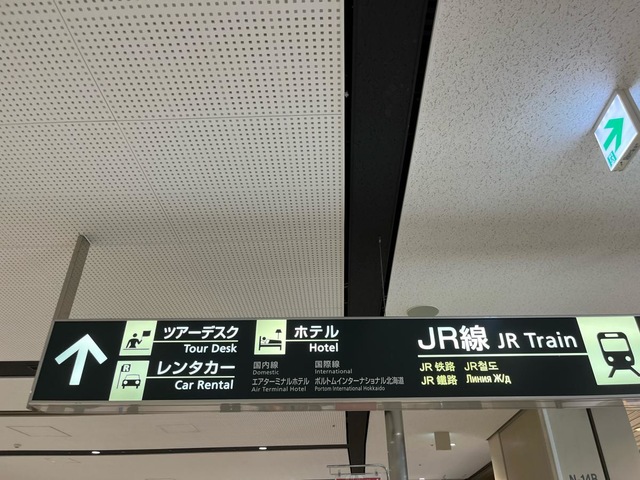 ツアーデスク
Tour Desk
レンタカー
Car Rental
R
ホテル
Hotel
国内線
Domestic
エアターミナルホテル
Air Terminal Hotel
国際線
International
ポルトムインターナショナル北海道
Portom International Hokkaido
JR線 JR Train
JR 铁路 JR철도
JR 鐵路 Линия Ж/д
N-14B